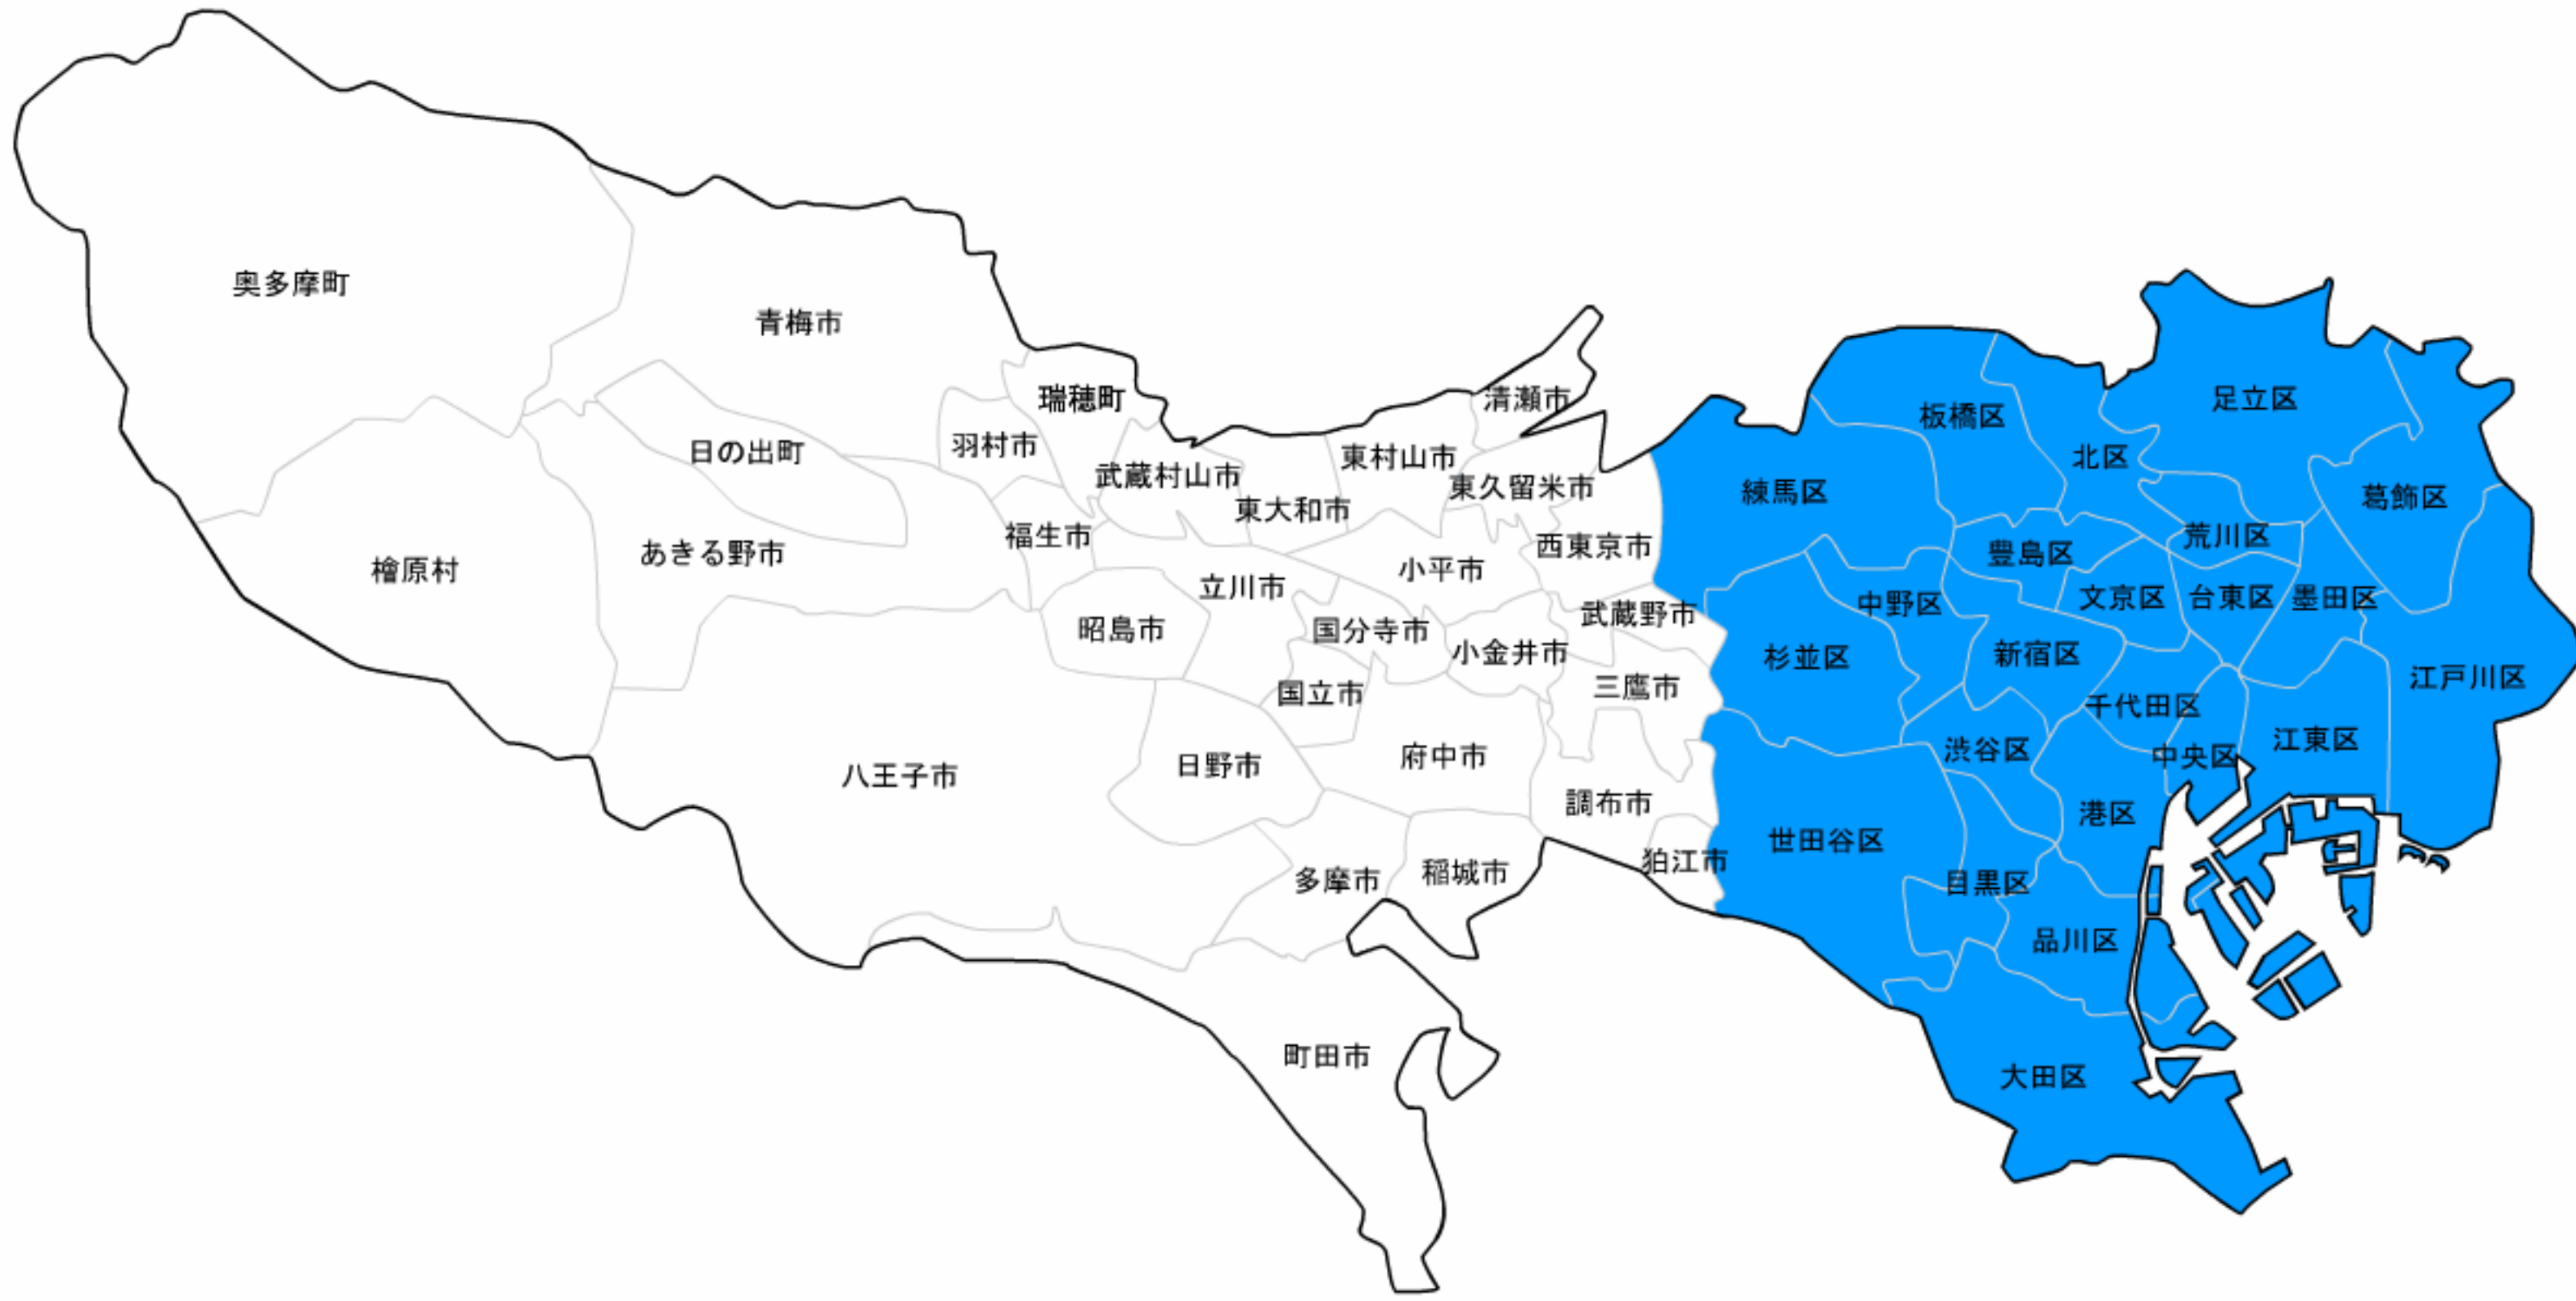 奥多摩町
青梅市
瑞穂町
羽村市
日の出町
檜原村
あきる野市
福生市
武蔵村山市
東大和市
東村山市
清瀬市
東久留米市
西東京市
小平市
立川市
昭島市
国分寺市
小金井市
武蔵野市
三鷹市
国立市
八王子市
日野市
府中市
調布市
狛江市
多摩市
稲城市
町田市
足立区
板橋区
北区
練馬区
葛飾区
荒川区
豊島区
文京区
台東区
墨田区
中野区
杉並区
新宿区
千代田区
江戸川区
渋谷区
中央区
江東区
港区
世田谷区
目黒区
品川区
大田区